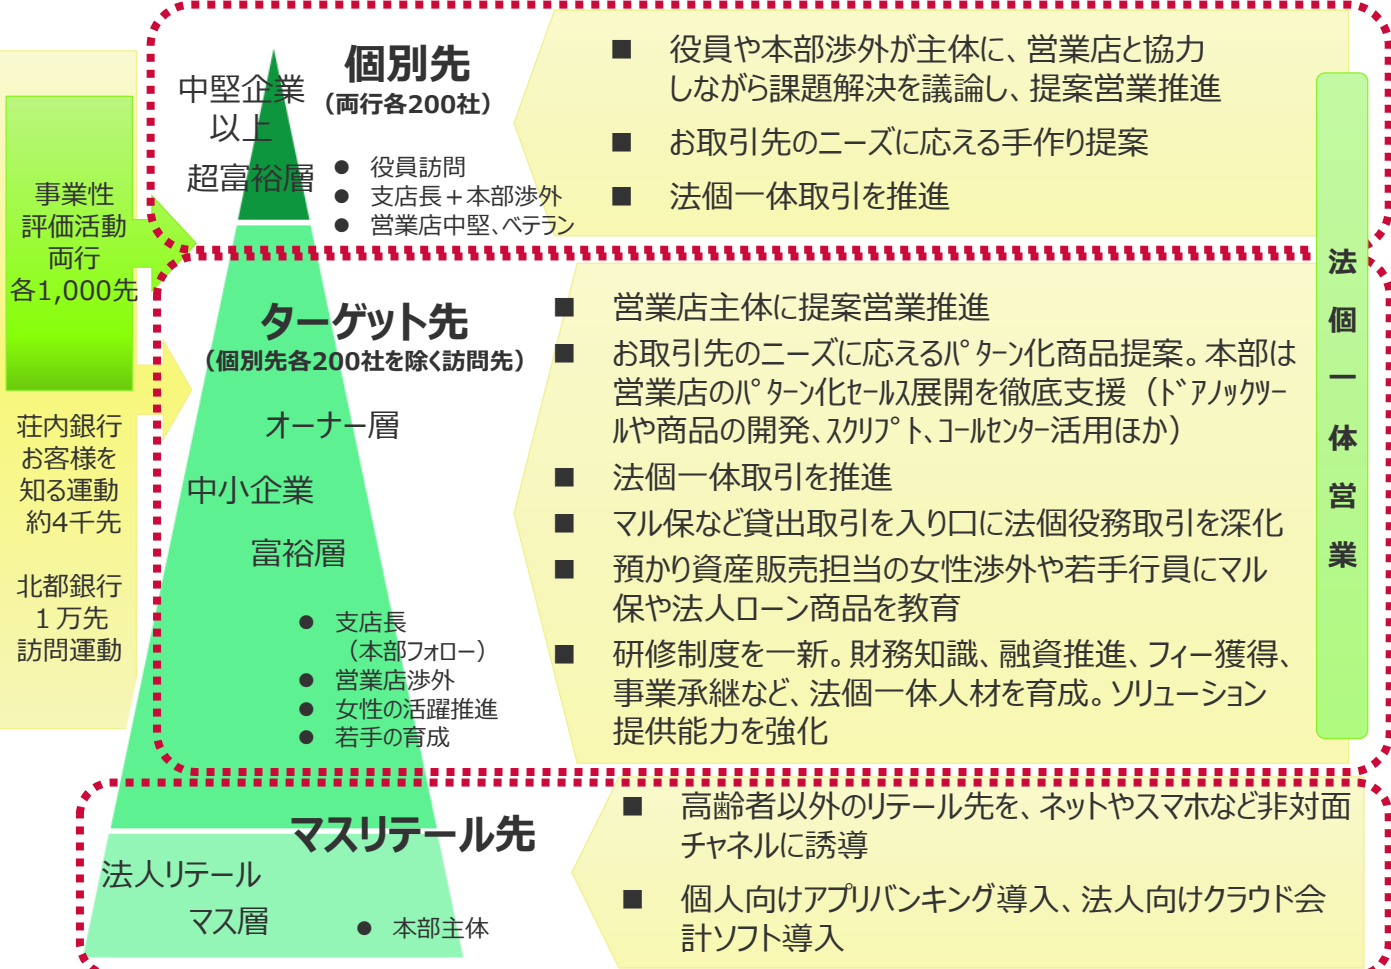 事業性
評価活動
両行
各1,000先
荘内銀行
お客様を
知る運動
約4千先
北都銀行
１万先
訪問運動
個別先
（両行各200社）
中堅企業
以上
超富裕層
● 役員訪問
● 支店長＋本部渉外
● 営業店中堅、ベテラン
■ 役員や本部渉外が主体に、営業店と協力
しながら課題解決を議論し、提案営業推進
■ お取引先のニーズに応える手作り提案
■ 法個一体取引を推進
ターゲット先
（個別先各200社を除く訪問先）
オーナー層
中小企業
富裕層
● 支店長
（本部フォロー）
● 営業店渉外
● 女性の活躍推進
● 若手の育成
■ 営業店主体に提案営業推進
■ お取引先のニーズに応えるﾊﾟﾀｰﾝ化商品提案。本部は
営業店のﾊﾟﾀｰﾝ化ｾｰﾙｽ展開を徹底支援（ﾄﾞｱﾉｯｸﾂｰ
ﾙや商品の開発、ｽｸﾘﾌﾟﾄ、ｺｰﾙｾﾝﾀｰ活用ほか）
■ 法個一体取引を推進
■ マル保など貸出取引を入り口に法個役務取引を深化
■ 預かり資産販売担当の女性渉外や若手行員にマル
保や法人ローン商品を教育
■ 研修制度を一新。財務知識、融資推進、フィー獲得、
事業承継など、法個一体人材を育成。ソリューション
提供能力を強化
マスリテール先
法人リテール
マス層
● 本部主体
■ 高齢者以外のリテール先を、ネットやスマホなど非対面
チャネルに誘導
■ 個人向けアプリバンキング導入、法人向けクラウド会
計ソフト導入
法
個
一
体
営
業